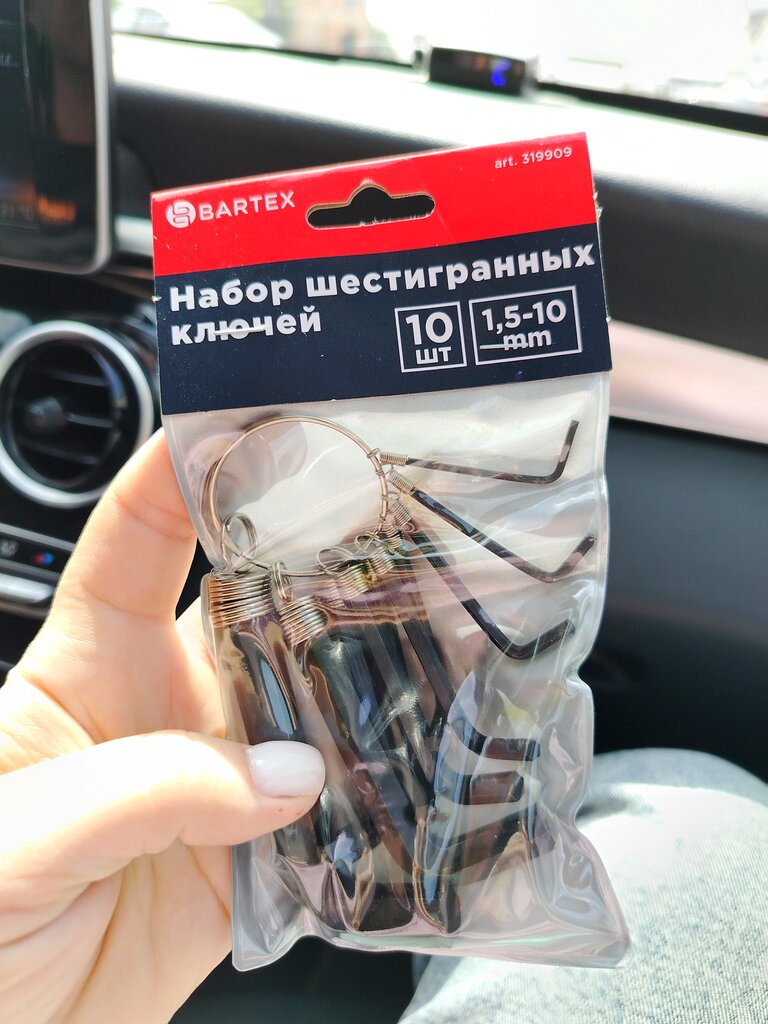 BARTEX
art. 319909
Набор шестигранных
ключей
10
шт
1,5-10
mm